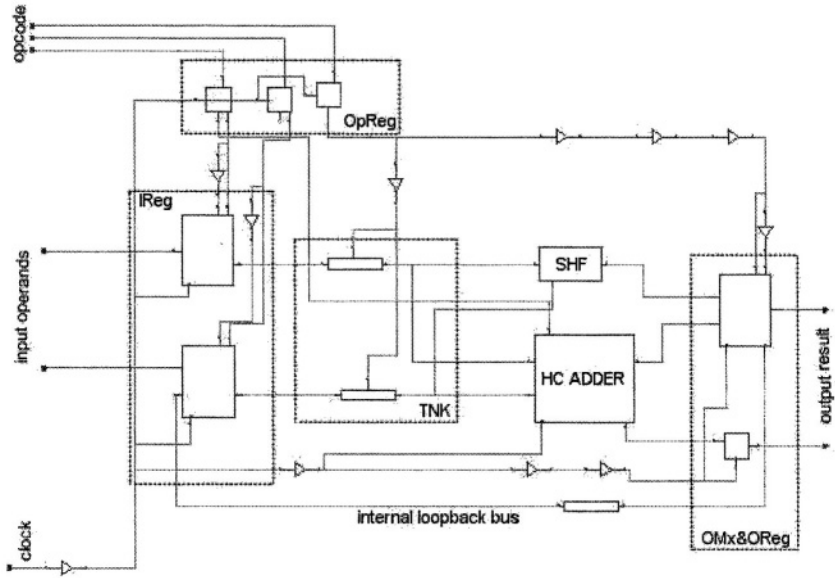 opcode
OpReg
IReg
input operands
SHF
HC ADDER
TNK
output result
internal loopback bus
OMx&OReg
clock